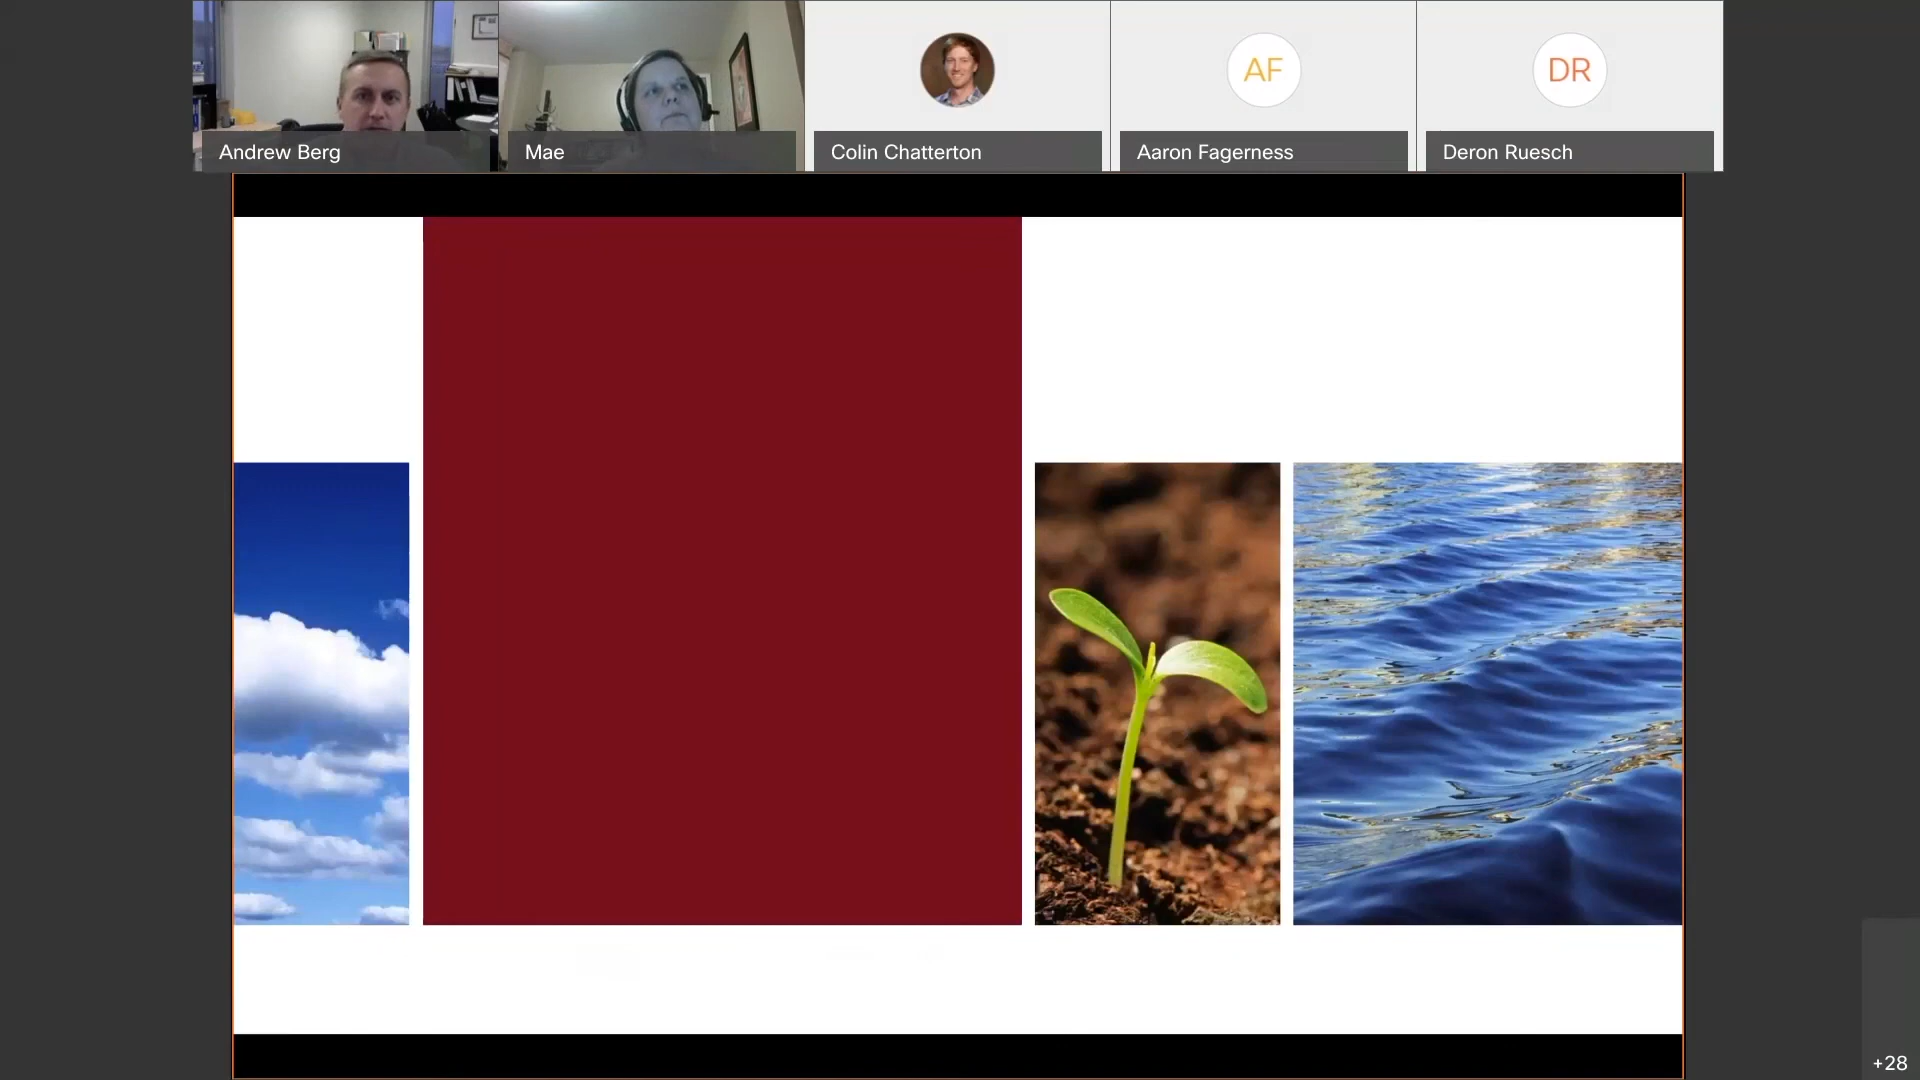 Andrew Berg
Mae
Colin Chatterton
AF
Aaron Fagerness
DR
Deron Ruesch
+28